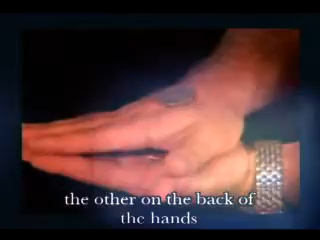 the other on the back of
the hands